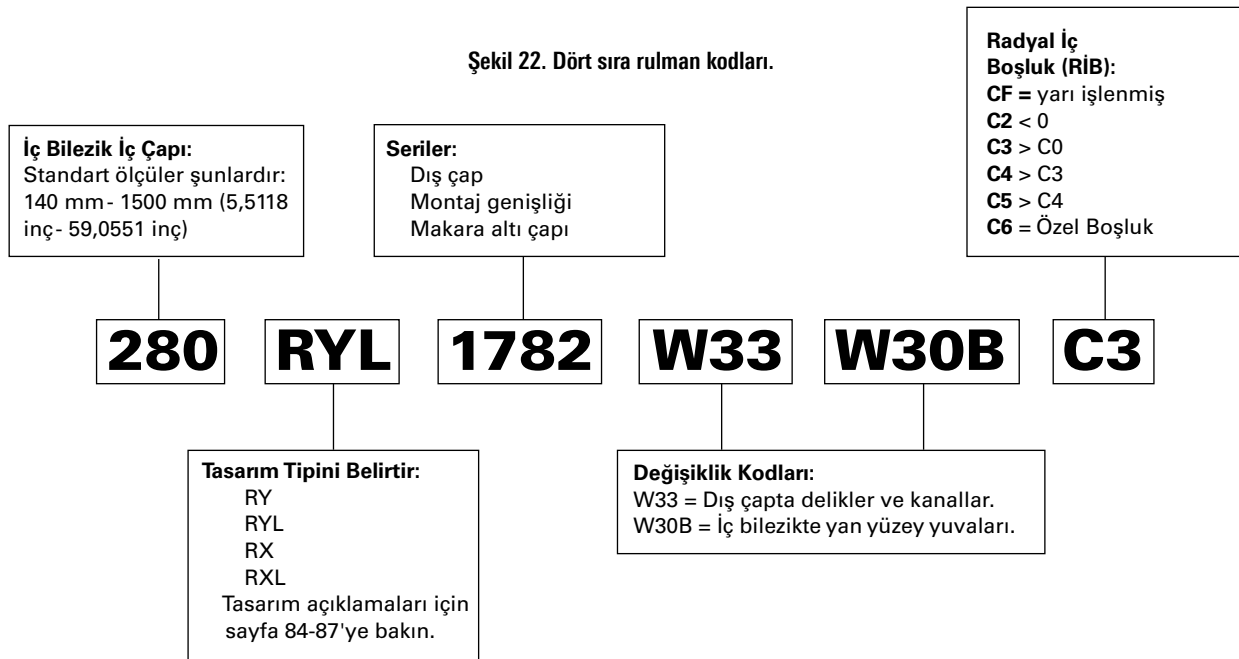 Şekil 22. Dört sıra rulman kodları.
Radyal İç
Boşluk (RİB):
CF = yarı işlenmiş
C2 < 0
C3 > C0
C4 > C3
C5 > C4
C6 = Özel Boşluk
İç Bilezik İç Çapı:
Standart ölçüler şunlardır:
140 mm - 1500 mm (5,5118
inç - 59,0551 inç)
Seriler:
Dış çap
Montaj genişliği
Makara altı çapı
280 RYL 1782 W33 W30B C3
Tasarım Tipini Belirtir:
RY
RYL
RX
RXL
Tasarım açıklamaları için
sayfa 84-87'ye bakın.
Değişiklik Kodları:
W33 = Dış çapta delikler ve kanallar.
W30B = İç bilezikte yan yüzey yuvaları.